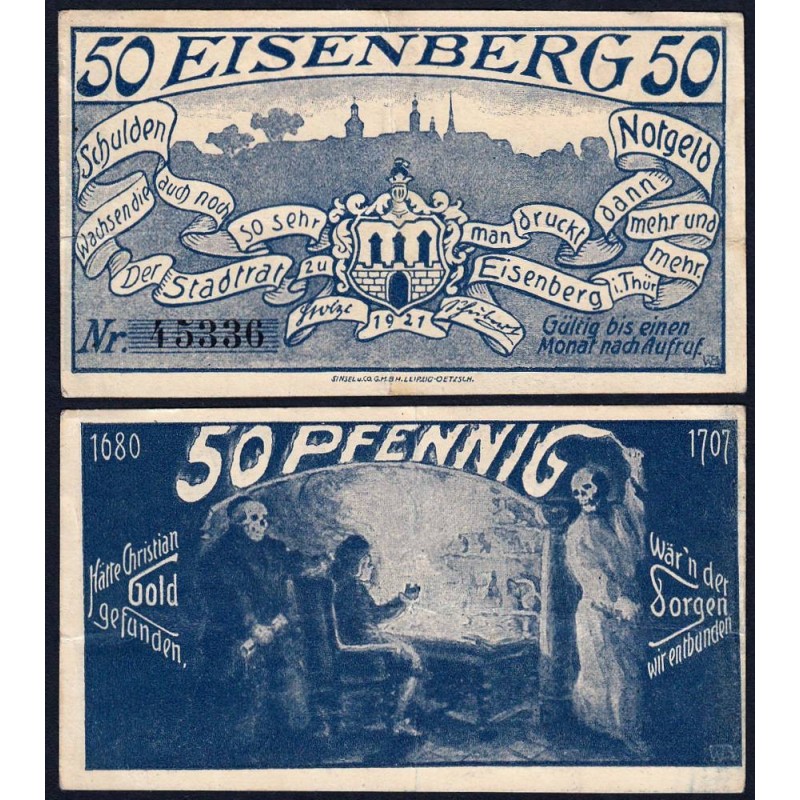 50 EISENBERG 50
Schulden
Wachsen die
auch noch
so sehr
man druckt
dann
Notgeld
mehr und
mehr.
Der Stadtrat zu Eisenberg i. Thür.
1921
Nr. 45336
Gültig bis einen
Monat nach Aufruf.
SINSEL u. CO. G.M.B.H. LEIPZIG-OETZSCH.
1680
50 PFENNIG
1707
Hätte Christian
Gold
gefunden,
Wär'n der
Sorgen
wir entbunden